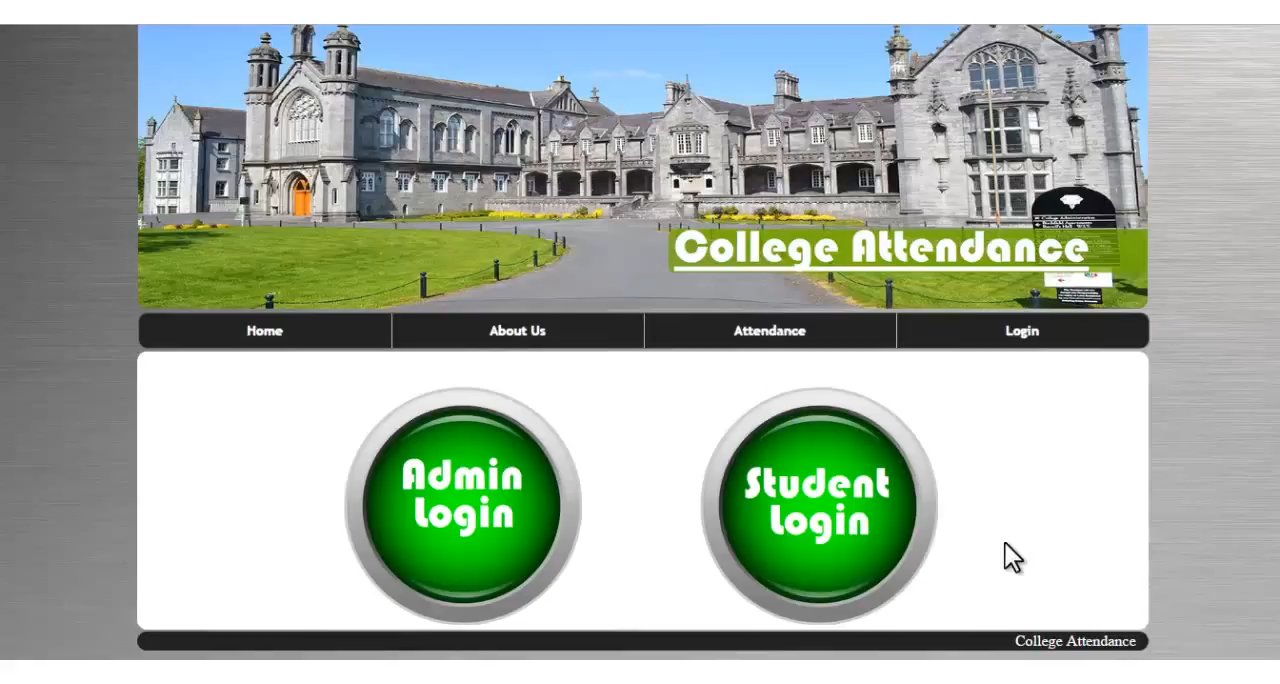 College Attendance
Home
About Us
Attendance
Login
Admin
Login
Student
Login
College Attendance